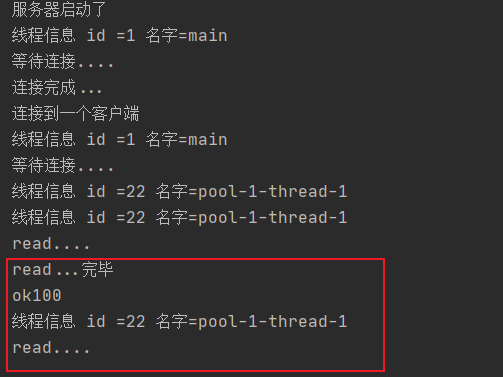 服务器启动了
线程信息 id =1 名字=main
等待连接....
连接完成...
连接到一个客户端
线程信息 id =1 名字=main
等待连接....
线程信息 id =22 名字=pool-1-thread-1
线程信息 id =22 名字=pool-1-thread-1
read....
read...完毕
ok100
线程信息 id =22 名字=pool-1-thread-1
read....